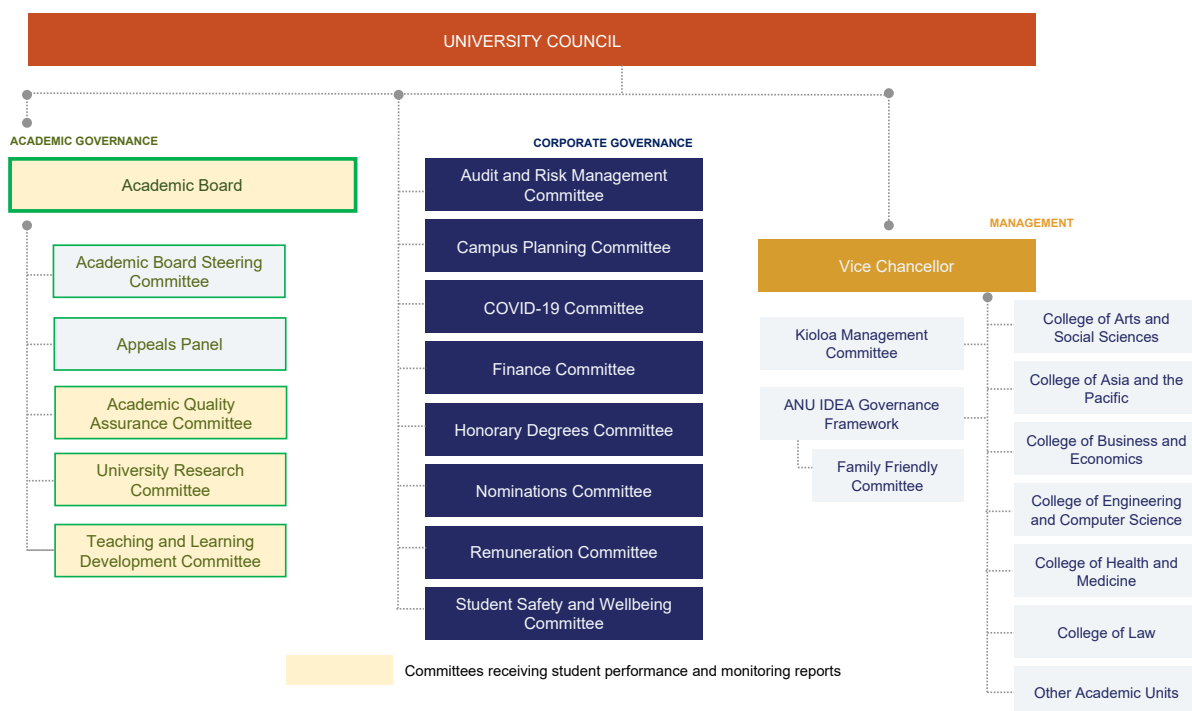 UNIVERSITY COUNCIL
ACADEMIC GOVERNANCE
Academic Board
Academic Board Steering
Committee
Appeals Panel
Academic Quality
Assurance Committee
University Research
Committee
Teaching and Learning
Development Committee
CORPORATE GOVERNANCE
Audit and Risk Management
Committee
Campus Planning Committee
COVID-19 Committee
Finance Committee
Honorary Degrees Committee
Nominations Committee
Remuneration Committee
Student Safety and Wellbeing
Committee
MANAGEMENT
Vice Chancellor
Kioloa Management
Committee
ANU IDEA Governance
Framework
Family Friendly
Committee
College of Arts and
Social Sciences
College of Asia and the
Pacific
College of Business and
Economics
College of Engineering
and Computer Science
College of Health and
Medicine
College of Law
Other Academic Units
Committees receiving student performance and monitoring reports